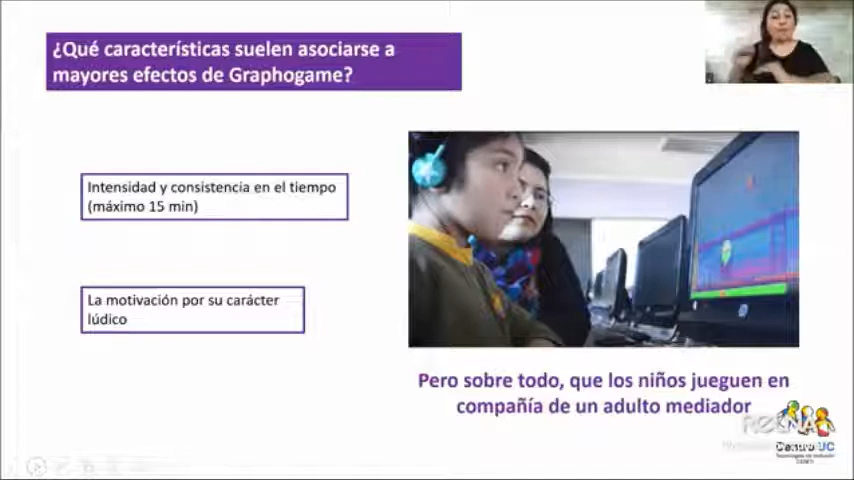 ¿Qué características suelen asociarse a
mayores efectos de Graphogame?
Intensidad y consistencia en el tiempo
(máximo 15 min)
La motivación por su carácter
lúdico
Pero sobre todo, que los niños jueguen en
compañía de un adulto mediador
Centro UC